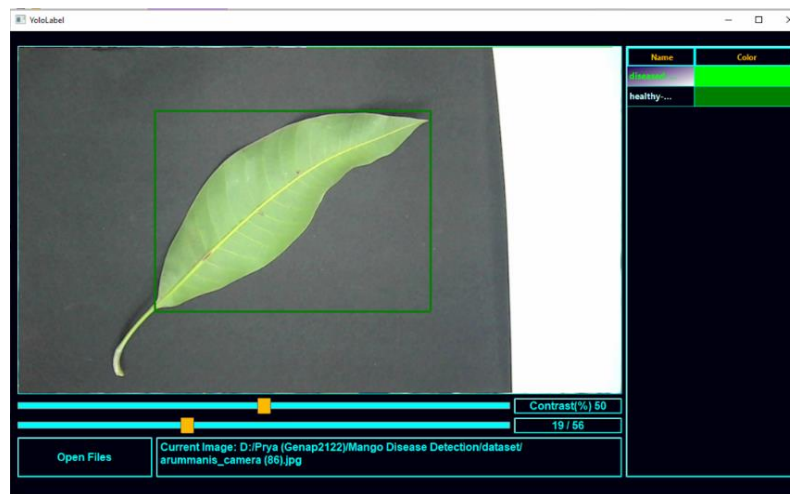 YoloLabel
Name Color
healthy-...
Contrast(%) 50
19 / 56
Open Files
Current Image: D:/Prya (Genap2122)/Mango Disease Detection/dataset/
arummanis_camera (86).jpg